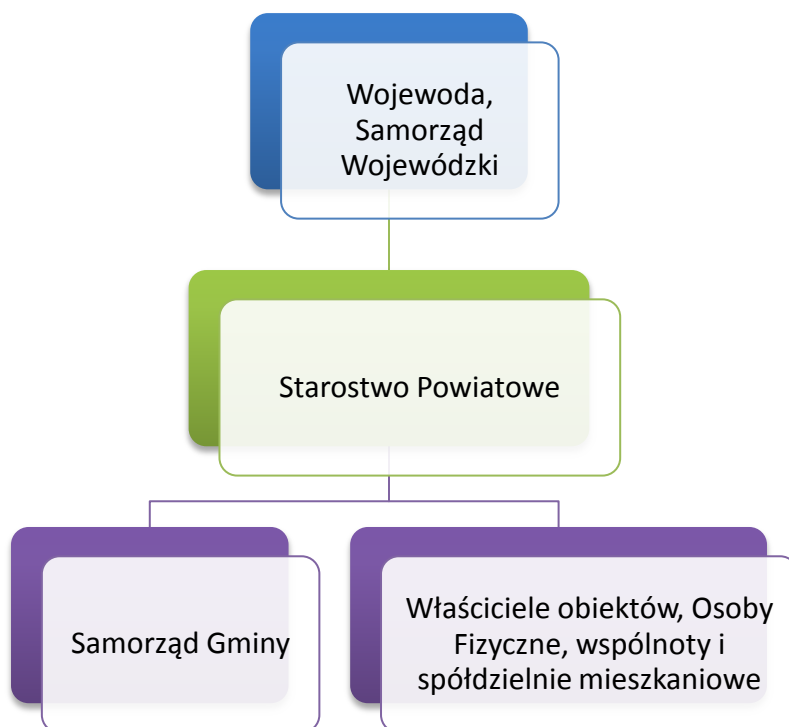 Wojewoda,
Samorząd
Wojewódzki
Starostwo Powiatowe
Samorząd Gminy
Właściciele obiektów, Osoby
Fizyczne, wspólnoty i
spółdzielnie mieszkaniowe